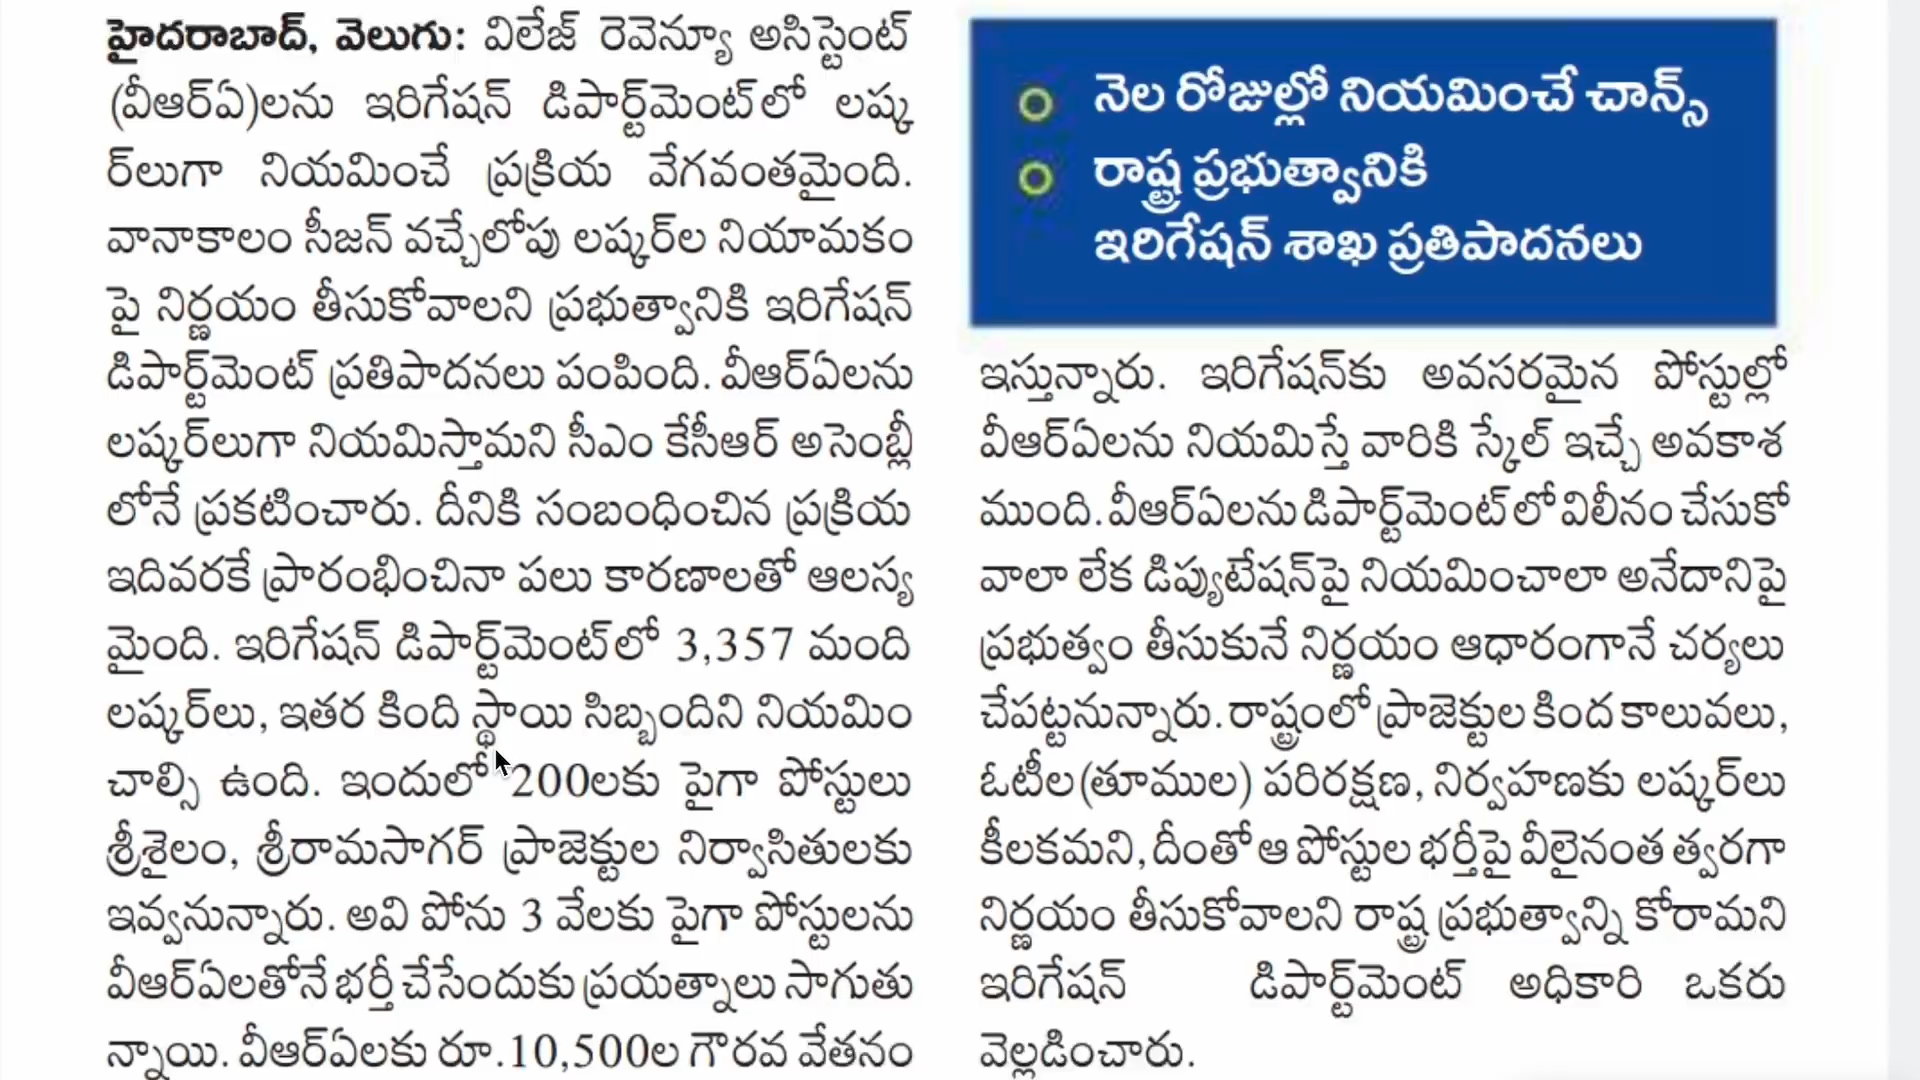 హైదరాబాద్, వెలుగు: విలేజ్ రెవెన్యూ అసిస్టెంట్
(వీఆర్ఏ)లను ఇరిగేషన్ డిపార్ట్‌మెంట్‌లో లష్క
ర్‌లుగా నియమించే ప్రక్రియ వేగవంతమైంది.
వానాకాలం సీజన్ వచ్చేలోపు లష్కర్‌ల నియామకం
పై నిర్ణయం తీసుకోవాలని ప్రభుత్వానికి ఇరిగేషన్
డిపార్ట్‌మెంట్ ప్రతిపాదనలు పంపింది. వీఆర్ఏలను
లష్కర్‌లుగా నియమిస్తామని సీఎం కేసీఆర్ అసెంబ్లీ
లోనే ప్రకటించారు. దీనికి సంబంధించిన ప్రక్రియ
ఇదివరకే ప్రారంభించినా పలు కారణాలతో ఆలస్య
మైంది. ఇరిగేషన్ డిపార్ట్‌మెంట్‌లో 3,357 మంది
లష్కర్‌లు, ఇతర కింది స్థాయి సిబ్బందిని నియమిం
చాల్సి ఉంది. ఇందులో 200లకు పైగా పోస్టులు
శ్రీశైలం, శ్రీరామసాగర్ ప్రాజెక్టుల నిర్వాసితులకు
ఇవ్వనున్నారు. అవి పోను 3 వేలకు పైగా పోస్టులను
వీఆర్ఏలతోనే భర్తీ చేసేందుకు ప్రయత్నాలు సాగుతు
న్నాయి. వీఆర్ఏలకు రూ.10,500ల గౌరవ వేతనం
నెల రోజుల్లో నియమించే చాన్స్
రాష్ట్ర ప్రభుత్వానికి
ఇరిగేషన్ శాఖ ప్రతిపాదనలు
ఇస్తున్నారు. ఇరిగేషన్‌కు అవసరమైన పోస్టుల్లో
వీఆర్ఏలను నియమిస్తే వారికి స్కేల్ ఇచ్చే అవకాశ
ముంది. వీఆర్ఏలను డిపార్ట్‌మెంట్‌లో విలీనం చేసుకో
వాలా లేక డిప్యుటేషన్‌పై నియమించాలా అనేదానిపై
ప్రభుత్వం తీసుకునే నిర్ణయం ఆధారంగానే చర్యలు
చేపట్టనున్నారు. రాష్ట్రంలో ప్రాజెక్టుల కింద కాలువలు,
ఓటీల(తూముల) పరిరక్షణ, నిర్వహణకు లష్కర్‌లు
కీలకమని, దీంతో ఆ పోస్టుల భర్తీపై వీలైనంత త్వరగా
నిర్ణయం తీసుకోవాలని రాష్ట్ర ప్రభుత్వాన్ని కోరామని
ఇరిగేషన్ డిపార్ట్‌మెంట్ అధికారి ఒకరు
వెల్లడించారు.